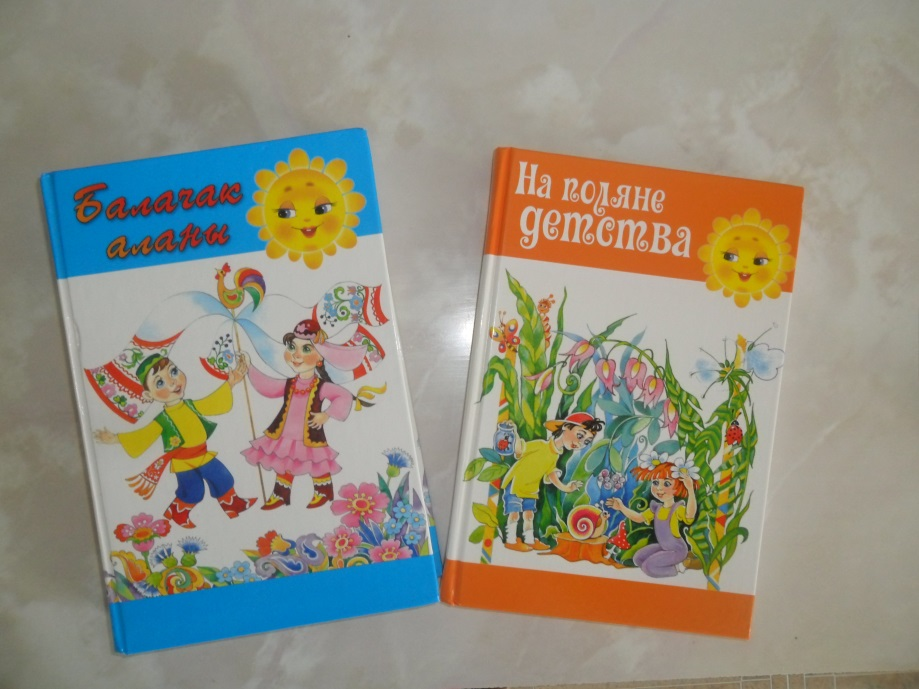 Балачак
аланы
На поляне
детства